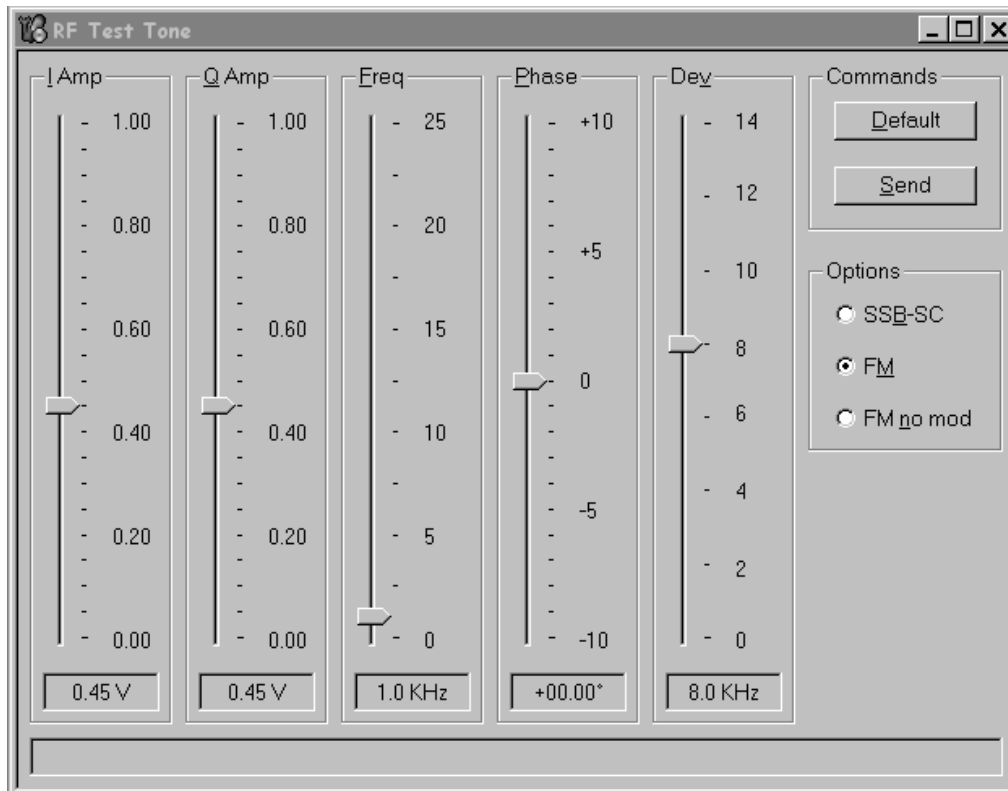 RF Test Tone
I Amp
1.00
0.80
0.60
0.40
0.20
0.00
0.45 V
Q Amp
1.00
0.80
0.60
0.40
0.20
0.00
0.45 V
Freq
25
20
15
10
5
0
1.0 KHz
Phase
+10
+5
0
-5
-10
+00.00°
Dev
14
12
10
8
6
4
2
0
8.0 KHz
Commands
Default
Send
Options
SSB-SC
FM
FM no mod